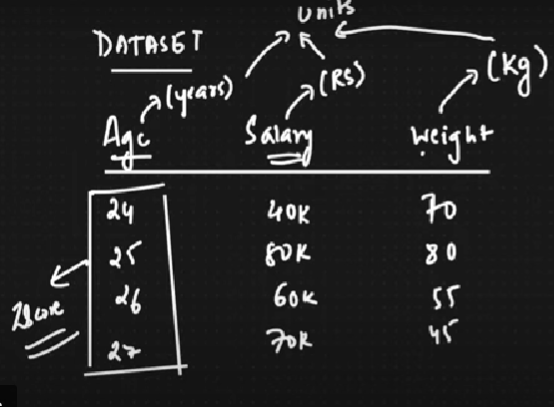 Units
DATASET
(years) (RS) (Kg)
Age Salary Weight
24 40K 70
25 80K 80
26 60K 55
27 70K 45
Zscore